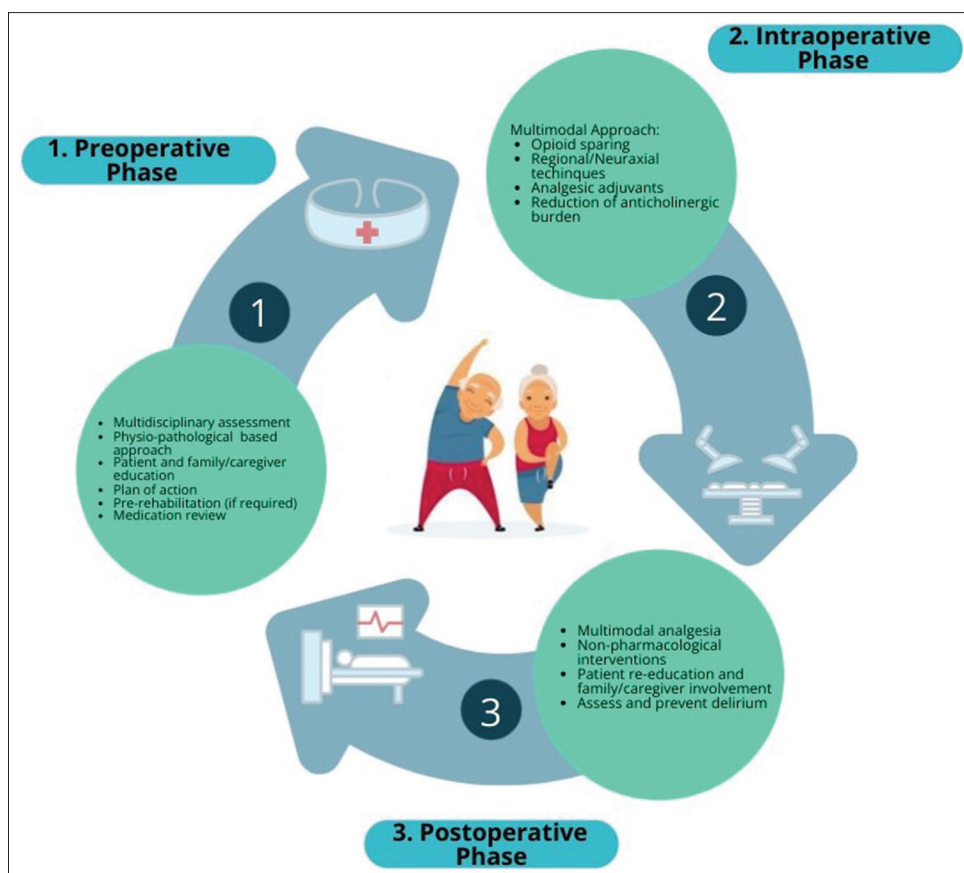 1. Preoperative
Phase
1
• Multidisciplinary assessment
• Physio-pathological based
approach
• Patient and family/caregiver
education
• Plan of action
• Pre-rehabilitation (if required)
• Medication review
2. Intraoperative
Phase
Multimodal Approach:
• Opioid sparing
• Regional/Neuraxial
techinques
• Analgesic adjuvants
• Reduction of anticholinergic
burden
2
• Multimodal analgesia
• Non-pharmacological
interventions
• Patient re-education and
family/caregiver involvement
• Assess and prevent delirium
3
3. Postoperative
Phase